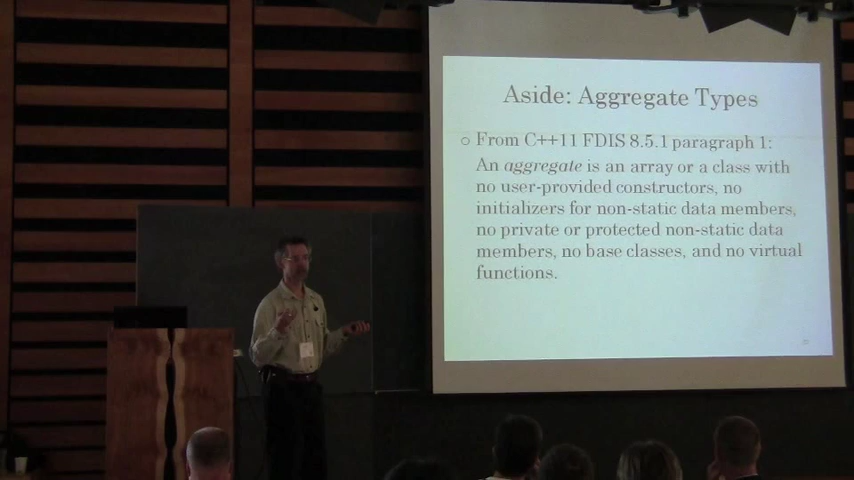 Aside: Aggregate Types
○ From C++11 FDIS 8.5.1 paragraph 1:
An aggregate is an array or a class with
no user-provided constructors, no
initializers for non-static data members,
no private or protected non-static data
members, no base classes, and no virtual
functions.